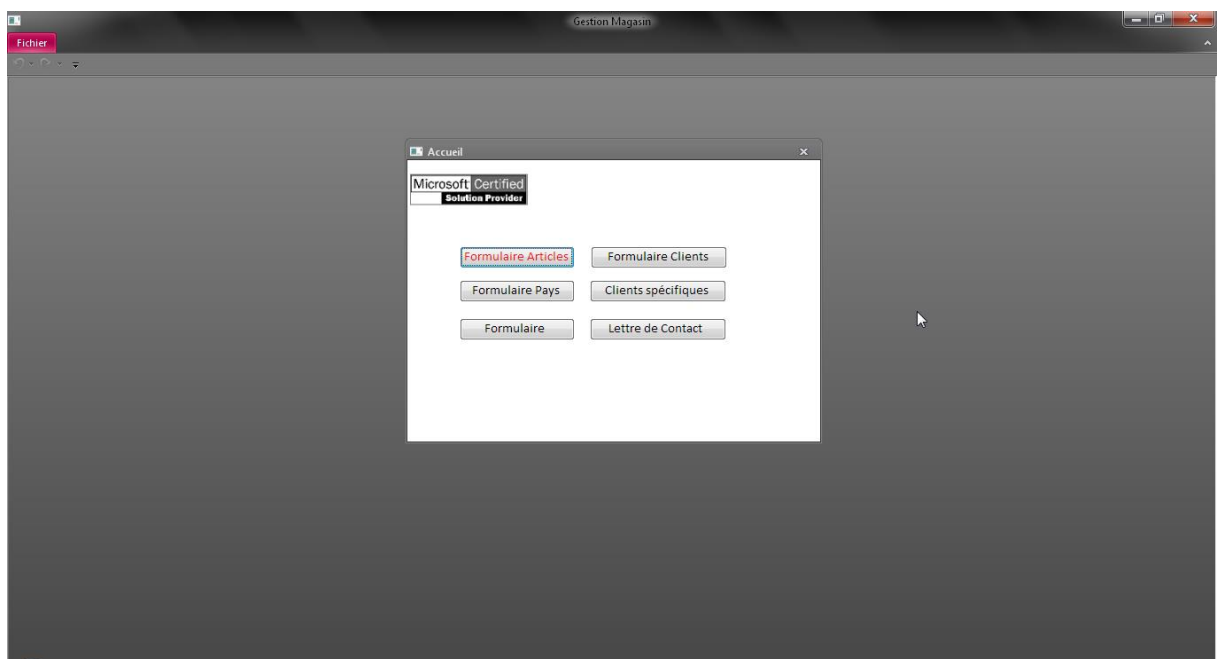 Gestion Magasin
Fichier
Accueil
Microsoft Certified
Solution Provider
Formulaire Articles Formulaire Clients
Formulaire Pays Clients spécifiques
Formulaire Lettre de Contact